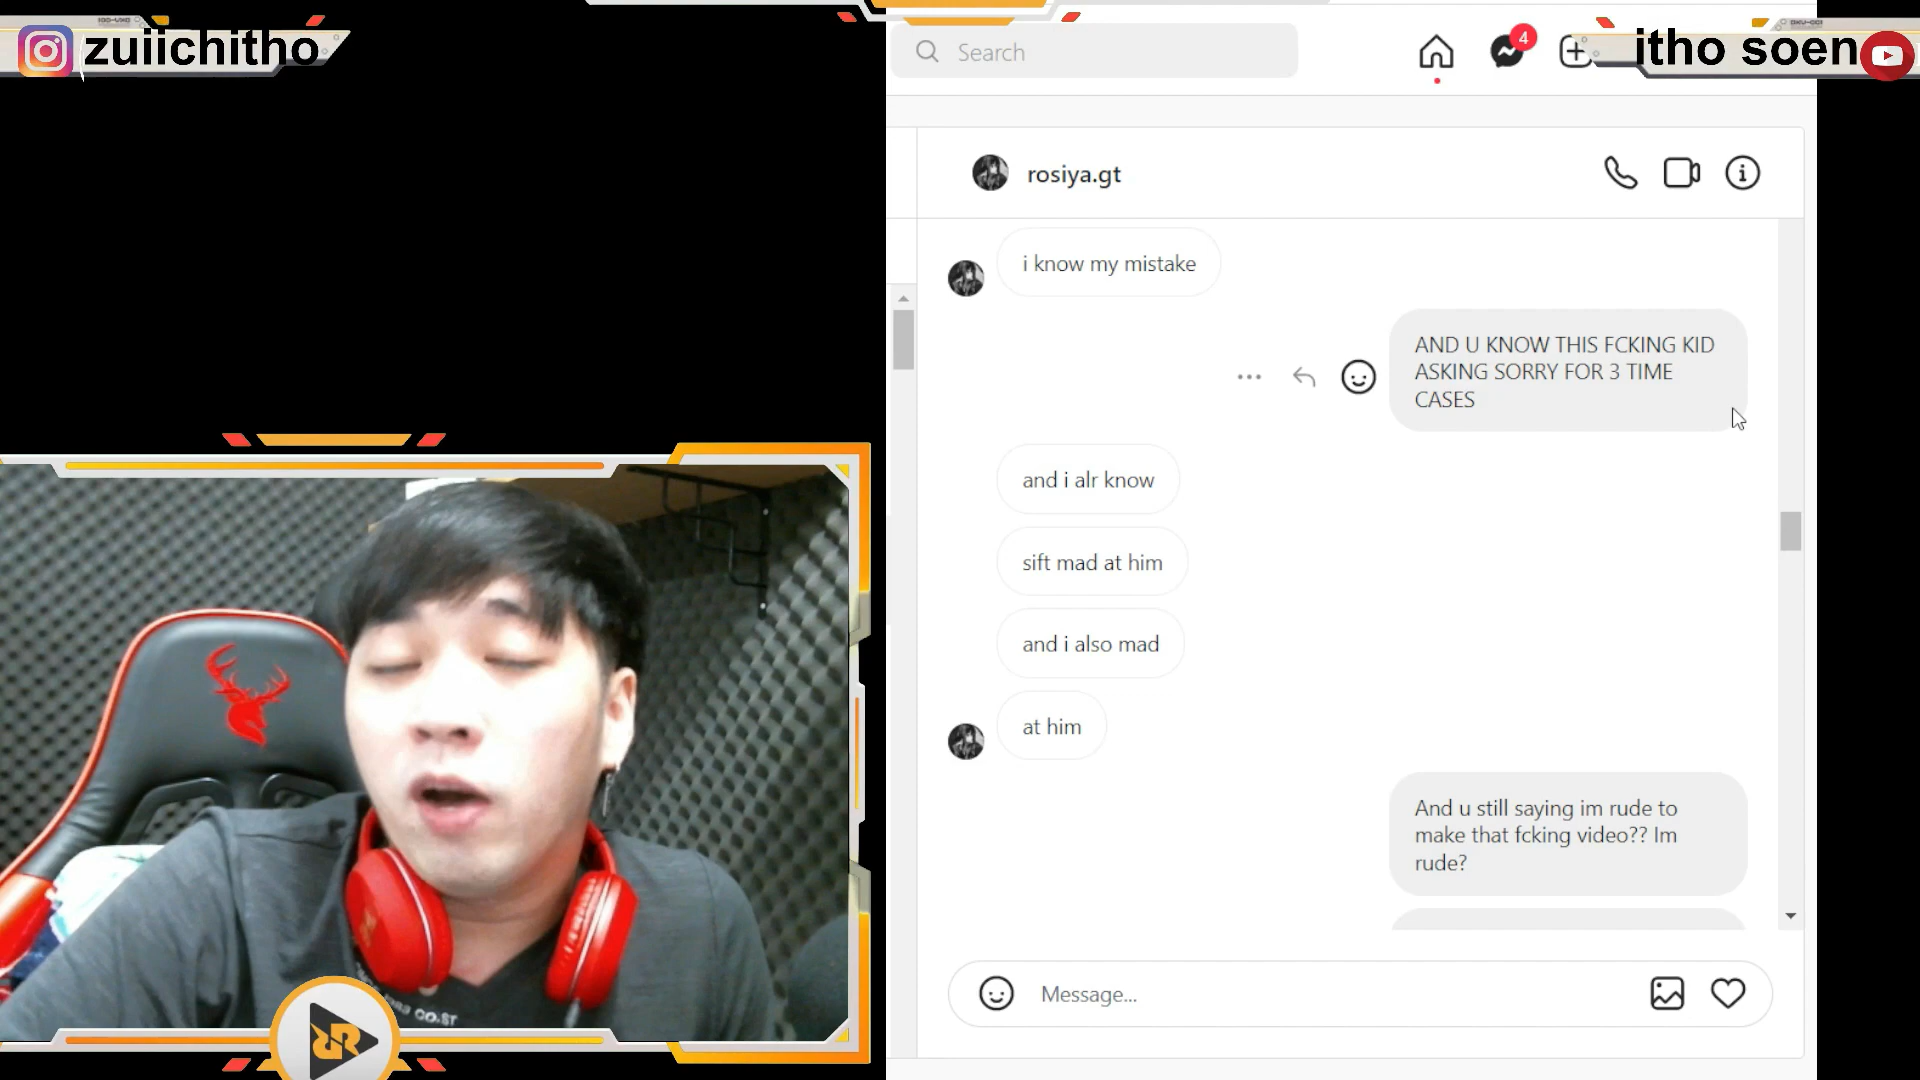 zuiichitho
Search
4
itho soen
rosiya.gt
i know my mistake
AND U KNOW THIS FCKING KID
ASKING SORRY FOR 3 TIME
CASES
and i alr know
sift mad at him
and i also mad
at him
And u still saying im rude to
make that fcking video?? Im
rude?
Message...
CO.ST